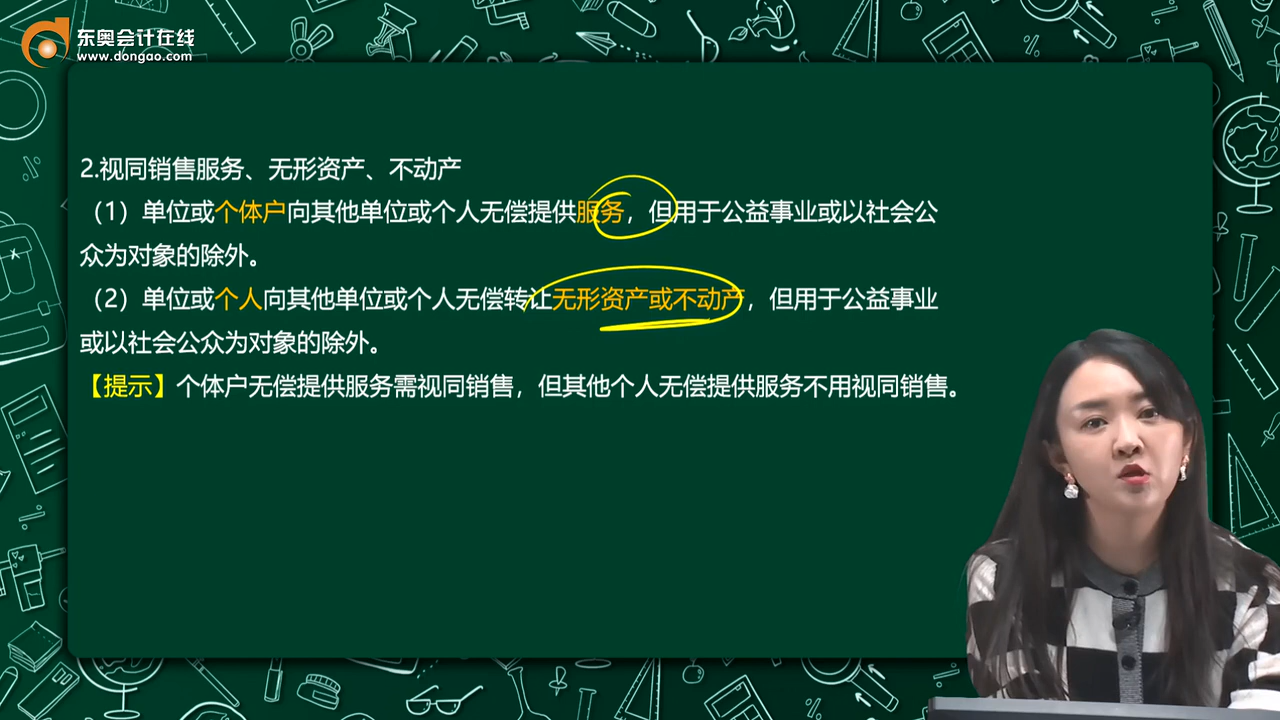 东奥会计在线
www.dongao.com
2.视同销售服务、无形资产、不动产
（1）单位或个体户向其他单位或个人无偿提供服务，但用于公益事业或以社会公
众为对象的除外。
（2）单位或个人向其他单位或个人无偿转让无形资产或不动产，但用于公益事业
或以社会公众为对象的除外。
【提示】个体户无偿提供服务需视同销售，但其他个人无偿提供服务不用视同销售。